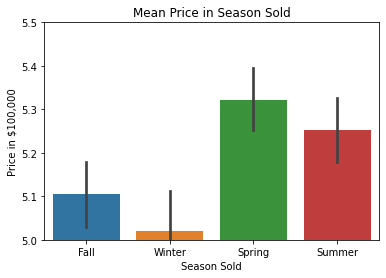 Mean Price in Season Sold
5.5
5.4
5.3
5.2
5.1
5.0
Price in $100,000
Fall Winter Spring Summer
Season Sold